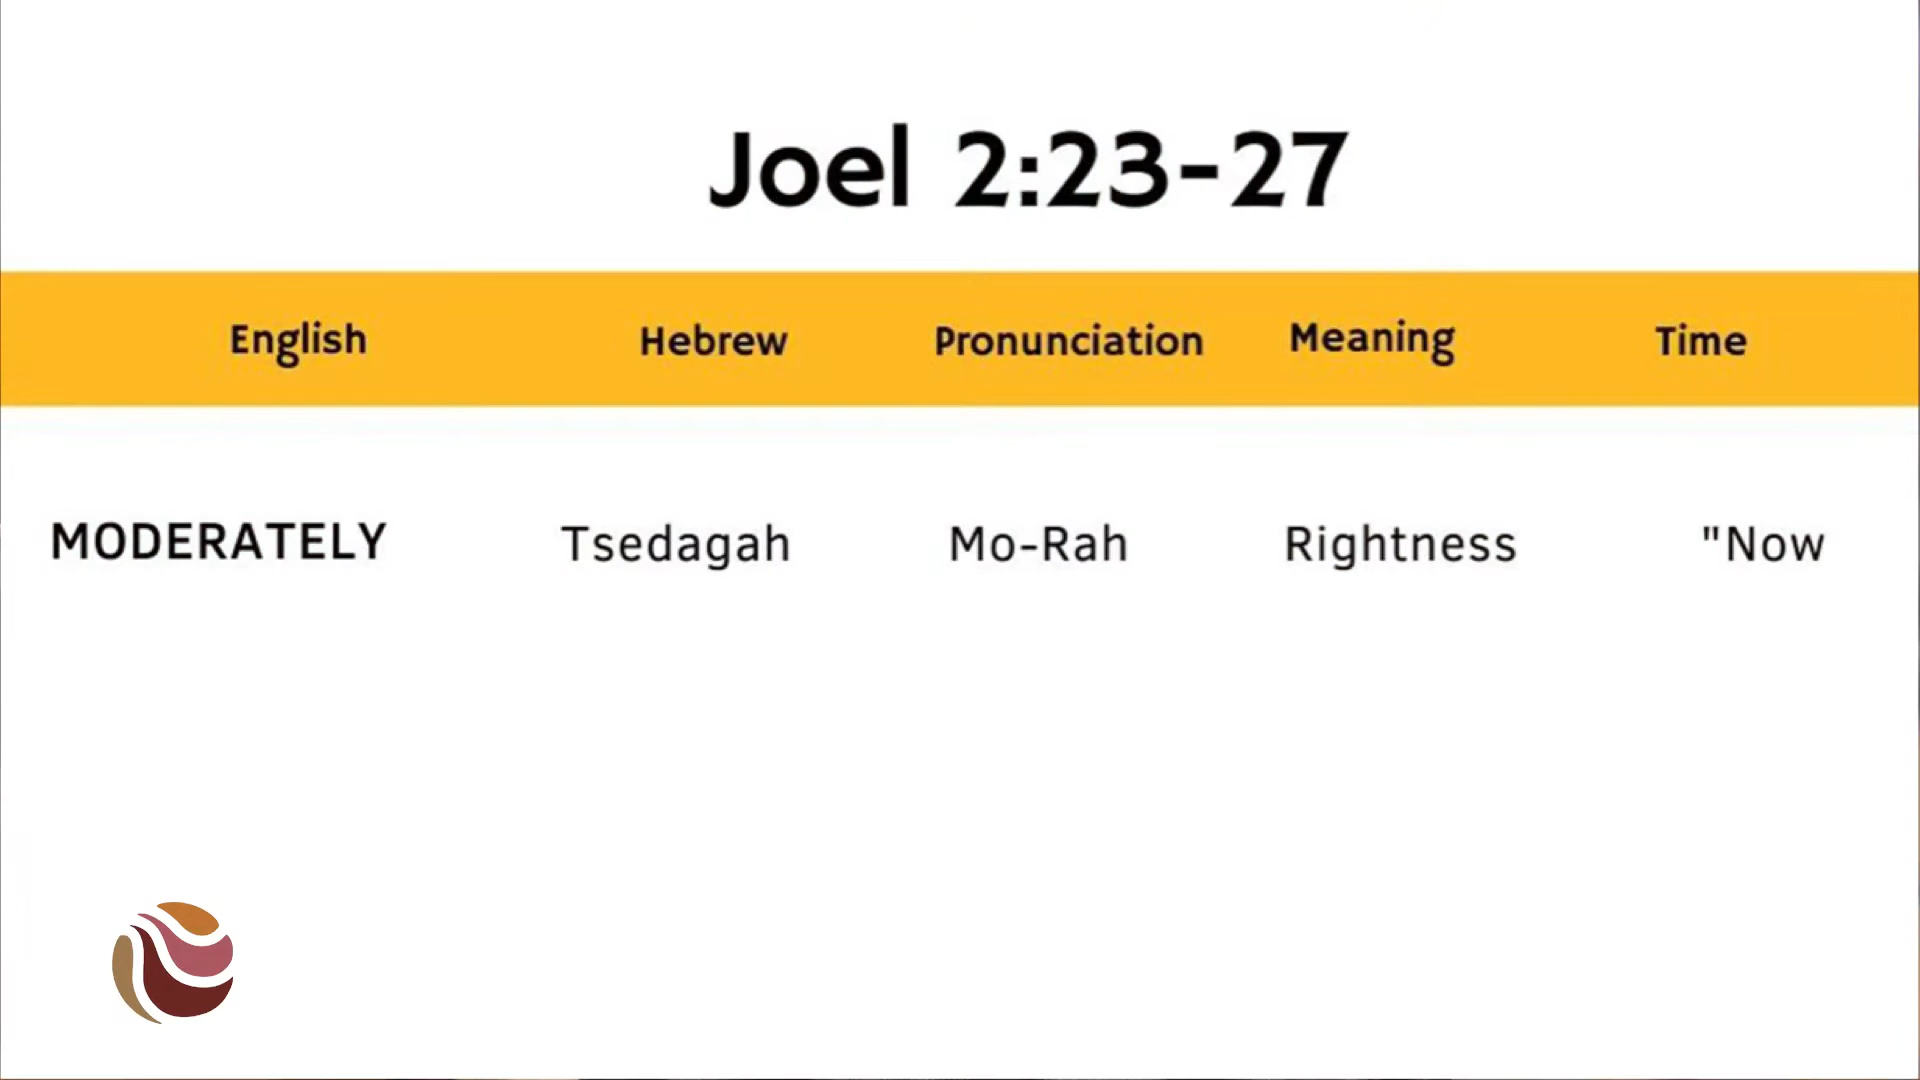 Joel 2:23-27
English Hebrew Pronunciation Meaning Time
MODERATELY Tsedagah Mo-Rah Rightness "Now